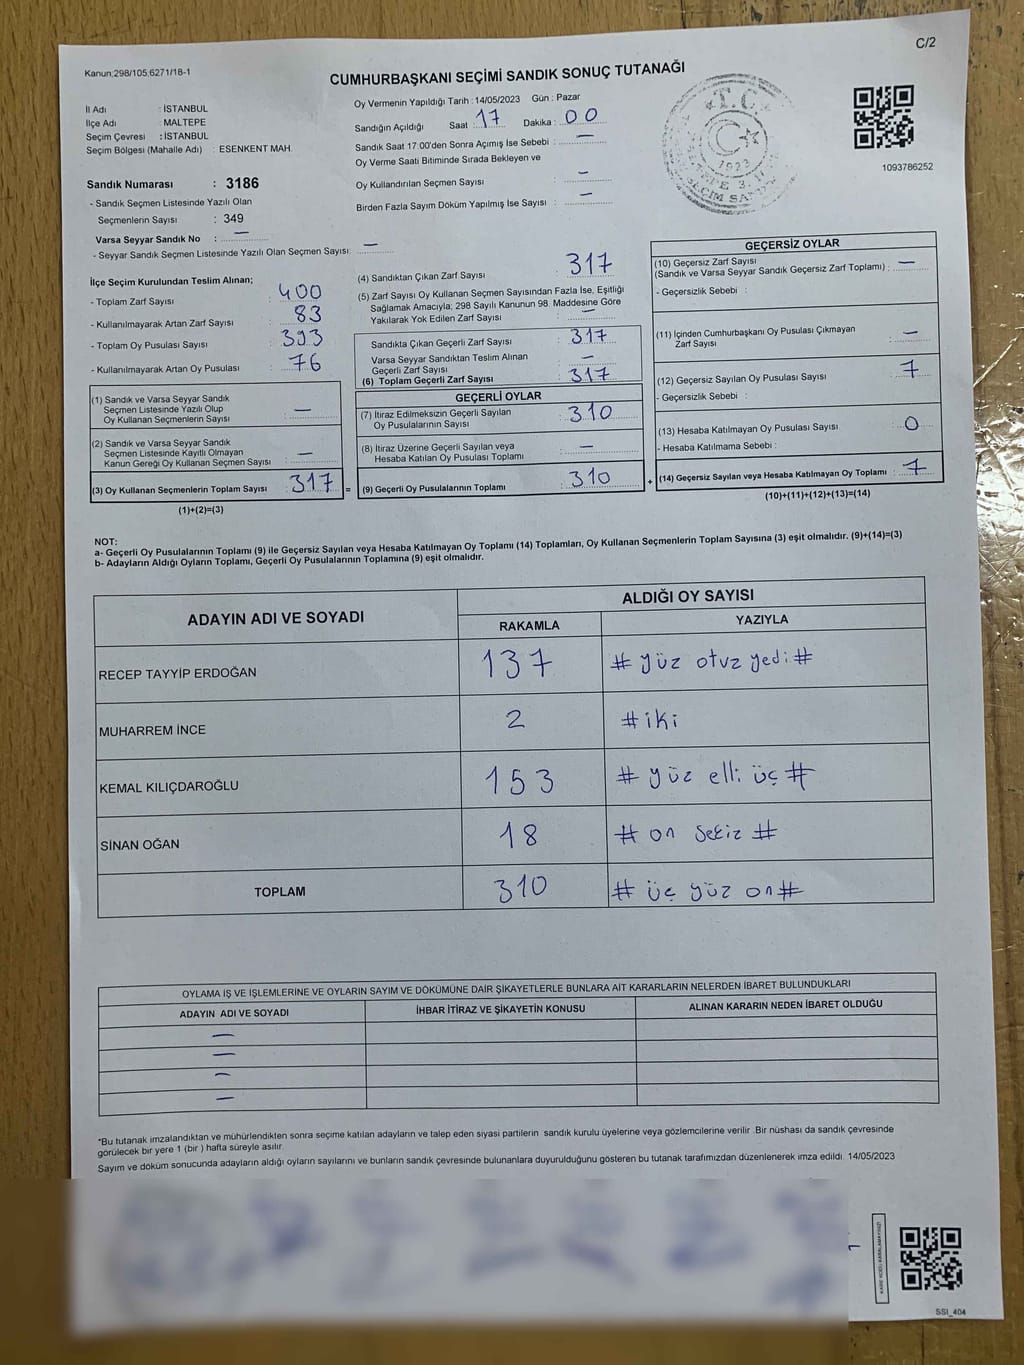 C/2
Kanun:298/105,6271/18-1
CUMHURBAŞKANI SEÇİMİ SANDIK SONUÇ TUTANAĞI
İl Adı : İSTANBUL
İlçe Adı : MALTEPE
Seçim Çevresi : İSTANBUL
Seçim Bölgesi (Mahalle Adı) : ESENKENT MAH.
Sandık Numarası : 3186
- Sandık Seçmen Listesinde Yazılı Olan
Seçmenlerin Sayısı : 349
Varsa Seyyar Sandık No : —
- Seyyar Sandık Seçmen Listesinde Yazılı Olan Seçmen Sayısı: —
Oy Vermenin Yapıldığı Tarih : 14/05/2023 Gün : Pazar
Sandığın Açıldığı Saat : 17 Dakika : 00
Sandık Saat 17:00'den Sonra Açımış İse Sebebi : —
Oy Verme Saati Bitiminde Sırada Bekleyen ve
Oy Kullandırılan Seçmen Sayısı : —
Birden Fazla Sayım Döküm Yapılmış İse Sayısı : —
T.C.
1923
1093786252
İlçe Seçim Kurulundan Teslim Alınan;
- Toplam Zarf Sayısı : 400
- Kullanılmayarak Artan Zarf Sayısı : 83
- Toplam Oy Pusulası Sayısı : 393
- Kullanılmayarak Artan Oy Pusulası : 76
(1) Sandık ve Varsa Seyyar Sandık
Seçmen Listesinde Yazılı Olup
Oy Kullanan Seçmenlerin Sayısı : —
(2) Sandık ve Varsa Seyyar Sandık
Seçmen Listesinde Kayıtlı Olmayan
Kanun Gereği Oy Kullanan Seçmen Sayısı : —
(3) Oy Kullanan Seçmenlerin Toplam Sayısı : 317 =
(1)+(2)=(3)
(4) Sandıktan Çıkan Zarf Sayısı : 317
(5) Zarf Sayısı Oy Kullanan Seçmen Sayısından Fazla İse, Eşitliği
Sağlamak Amacıyla; 298 Sayılı Kanunun 98. Maddesine Göre
Yakılarak Yok Edilen Zarf Sayısı : —
Sandıkta Çıkan Geçerli Zarf Sayısı : 317
Varsa Seyyar Sandıktan Teslim Alınan
Geçerli Zarf Sayısı : —
(6) Toplam Geçerli Zarf Sayısı : 317
GEÇERLİ OYLAR
(7) İtiraz Edilmeksizin Geçerli Sayılan
Oy Pusulalarının Sayısı : 310
(8) İtiraz Üzerine Geçerli Sayılan veya
Hesaba Katılan Oy Pusulası Toplamı : —
(9) Geçerli Oy Pusulalarının Toplamı : 310 +
GEÇERSİZ OYLAR
(10) Geçersiz Zarf Sayısı
(Sandık ve Varsa Seyyar Sandık Geçersiz Zarf Toplamı) : —
- Geçersizlik Sebebi :
(11) İçinden Cumhurbaşkanı Oy Pusulası Çıkmayan
Zarf Sayısı : —
(12) Geçersiz Sayılan Oy Pusulası Sayısı : 7
- Geçersizlik Sebebi :
(13) Hesaba Katılmayan Oy Pusulası Sayısı : 0
- Hesaba Katılmama Sebebi :
(14) Geçersiz Sayılan veya Hesaba Katılmayan Oy Toplamı : 7
(10)+(11)+(12)+(13)=(14)
NOT:
a- Geçerli Oy Pusulalarının Toplamı (9) ile Geçersiz Sayılan veya Hesaba Katılmayan Oy Toplamı (14) Toplamları, Oy Kullanan Seçmenlerin Toplam Sayısına (3) eşit olmalıdır. (9)+(14)=(3)
b- Adayların Aldığı Oyların Toplamı, Geçerli Oy Pusulalarının Toplamına (9) eşit olmalıdır.
ADAYIN ADI VE SOYADI
ALDIĞI OY SAYISI
RAKAMLA YAZIYLA
RECEP TAYYİP ERDOĞAN 137 # yüz otuz yedi #
MUHARREM İNCE 2 # iki
KEMAL KILIÇDAROĞLU 153 # yüz elli üç #
SİNAN OĞAN 18 # on sekiz #
TOPLAM 310 # üç yüz on #
OYLAMA İŞ VE İŞLEMLERİNE VE OYLARIN SAYIM VE DÖKÜMÜNE DAİR ŞİKAYETLERLE BUNLARA AİT KARARLARIN NELERDEN İBARET BULUNDUKLARI
ADAYIN ADI VE SOYADI İHBAR İTİRAZ VE ŞİKAYETİN KONUSU ALINAN KARARIN NEDEN İBARET OLDUĞU
—
—
—
—
*Bu tutanak imzalandıktan ve mühürlendikten sonra seçime katılan adayların ve talep eden siyasi partilerin sandık kurulu üyelerine veya gözlemcilerine verilir .Bir nüshası da sandık çevresinde
görülecek bir yere 1 (bir ) hafta süreyle asılır.
Sayım ve döküm sonucunda adayların aldığı oyların sayılarını ve bunların sandık çevresinde bulunanlara duyurulduğunu gösteren bu tutanak tarafımızdan düzenlenerek imza edildi. 14/05/2023
KARE KODU KARALAMAYINIZ!
SSI_404